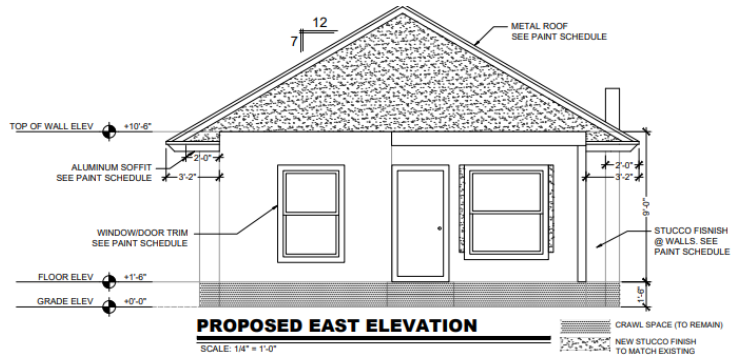 12
7
METAL ROOF
SEE PAINT SCHEDULE
TOP OF WALL ELEV +10'-6"
2'-0"
2'-0"
ALUMINUM SOFFIT
SEE PAINT SCHEDULE
3'-2"
3'-2"
9'-0"
WINDOW/DOOR TRIM
SEE PAINT SCHEDULE
STUCCO FISNISH
@ WALLS. SEE
PAINT SCHEDULE
FLOOR ELEV +1'-6"
1'-6"
GRADE ELEV +0'-0"
PROPOSED EAST ELEVATION
SCALE: 1/4" = 1'-0"
CRAWL SPACE (TO REMAIN)
NEW STUCCO FINISH
TO MATCH EXISTING